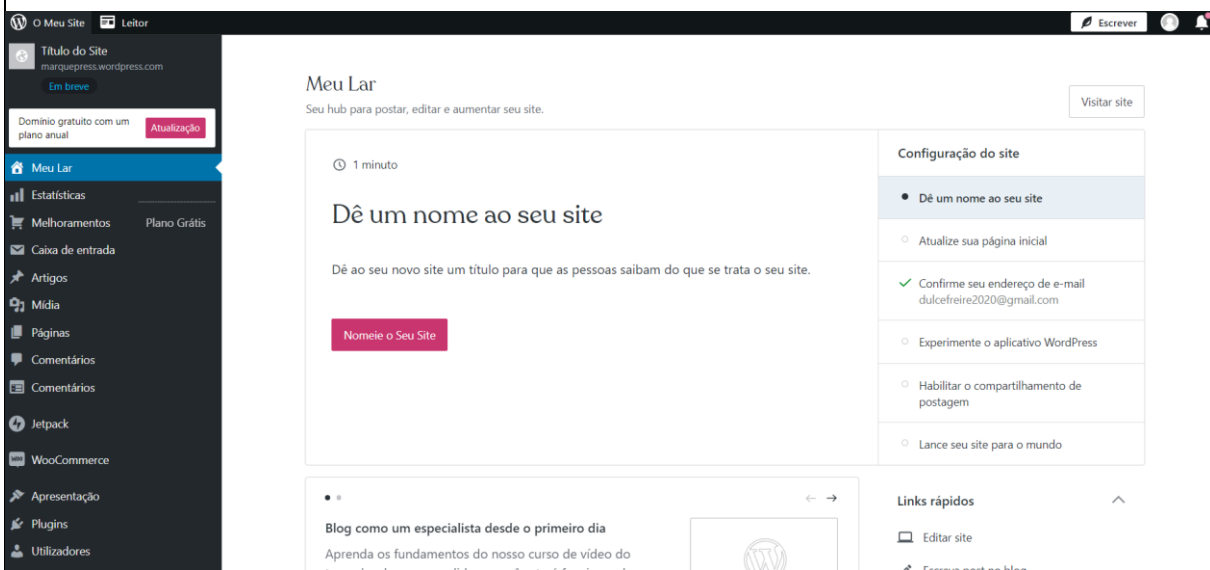 O Meu Site Leitor Escrever
Título do Site
marquepress.wordpress.com
Em breve
Domínio gratuito com um
plano anual
Atualização
Meu Lar
Estatísticas
Melhoramentos Plano Grátis
Caixa de entrada
Artigos
Mídia
Páginas
Comentários
Comentários
Jetpack
WooCommerce
Apresentação
Plugins
Utilizadores
Meu Lar
Seu hub para postar, editar e aumentar seu site.
Visitar site
1 minuto
Dê um nome ao seu site
Dê ao seu novo site um título para que as pessoas saibam do que se trata o seu site.
Nomeie o Seu Site
Configuração do site
Dê um nome ao seu site
Atualize sua página inicial
Confirme seu endereço de e-mail
dulcefreire2020@gmail.com
Experimente o aplicativo WordPress
Habilitar o compartilhamento de
postagem
Lance seu site para o mundo
Blog como um especialista desde o primeiro dia
Aprenda os fundamentos do nosso curso de vídeo do
Links rápidos
Editar site